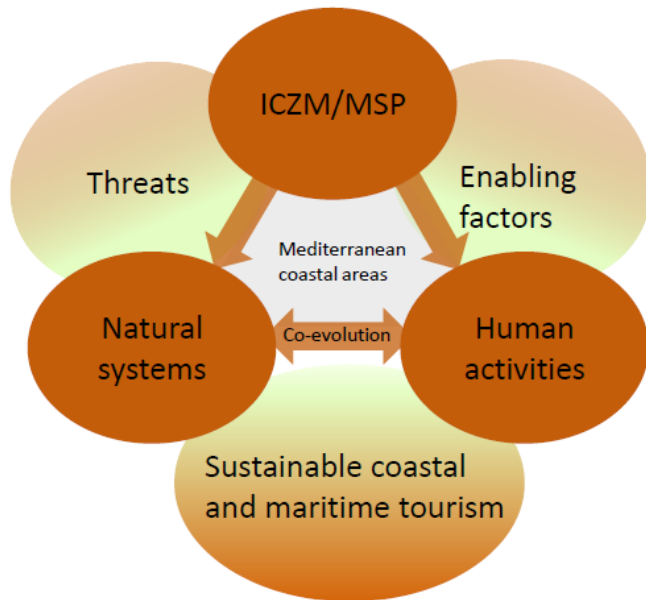 ICZM/MSP
Threats
Enabling
factors
Mediterranean
coastal areas
Natural
systems
Co-evolution
Human
activities
Sustainable coastal
and maritime tourism